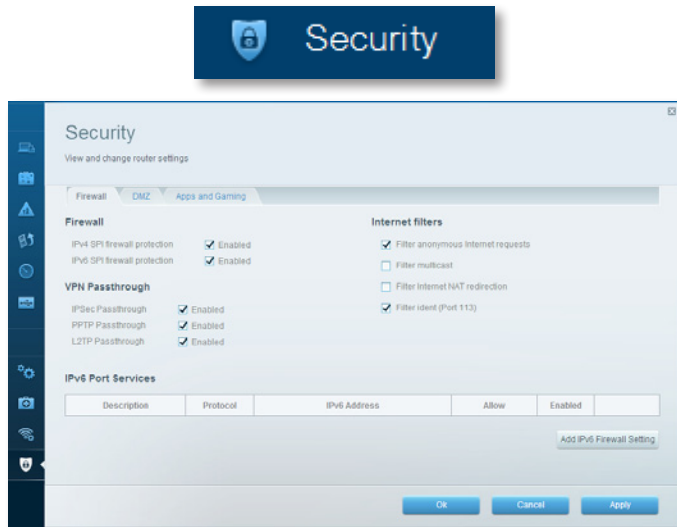 Security
Security
View and change router settings
Firewall DMZ Apps and Gaming
Firewall
IPv4 SPI firewall protection Enabled
IPv6 SPI firewall protection Enabled
VPN Passthrough
IPSec Passthrough Enabled
PPTP Passthrough Enabled
L2TP Passthrough Enabled
Internet filters
Filter anonymous Internet requests
Filter multicast
Filter Internet NAT redirection
Filter ident (Port 113)
IPv6 Port Services
Description Protocol IPv6 Address Allow Enabled
Add IPv6 Firewall Setting
Ok Cancel Apply